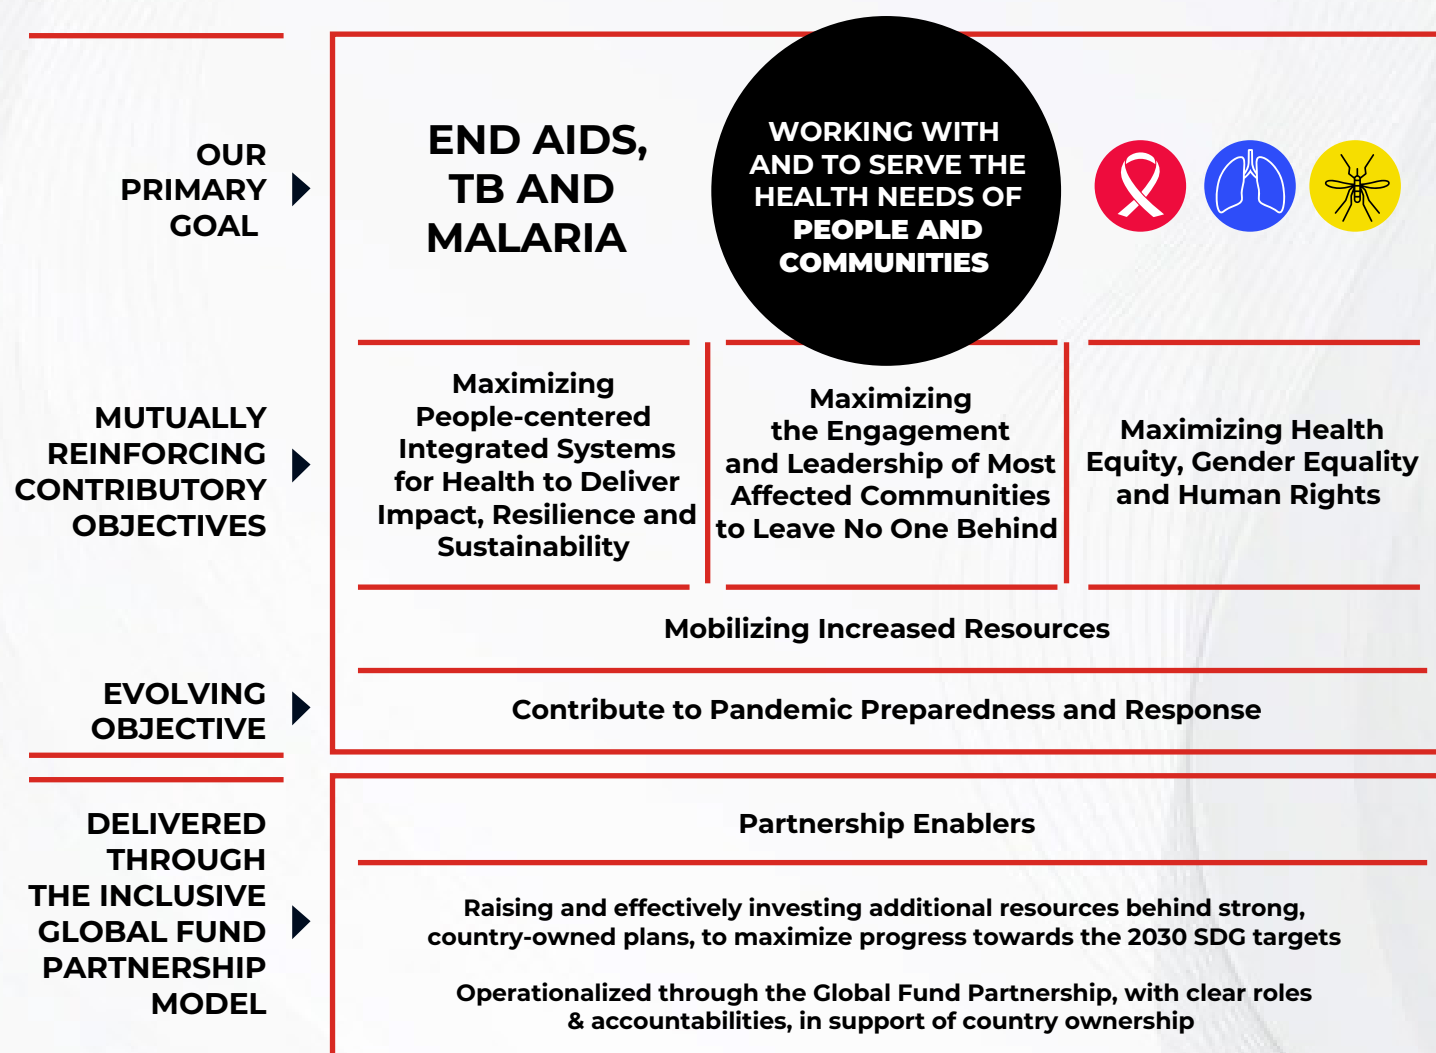 OUR
PRIMARY
GOAL
END AIDS,
TB AND
MALARIA
WORKING WITH
AND TO SERVE THE
HEALTH NEEDS OF
PEOPLE AND
COMMUNITIES
MUTUALLY
REINFORCING
CONTRIBUTORY
OBJECTIVES
Maximizing
People-centered
Integrated Systems
for Health to Deliver
Impact, Resilience and
Sustainability
Maximizing
the Engagement
and Leadership of Most
Affected Communities
to Leave No One Behind
Maximizing Health
Equity, Gender Equality
and Human Rights
Mobilizing Increased Resources
EVOLVING
OBJECTIVE
Contribute to Pandemic Preparedness and Response
DELIVERED
THROUGH
THE INCLUSIVE
GLOBAL FUND
PARTNERSHIP
MODEL
Partnership Enablers
Raising and effectively investing additional resources behind strong,
country-owned plans, to maximize progress towards the 2030 SDG targets
Operationalized through the Global Fund Partnership, with clear roles
& accountabilities, in support of country ownership